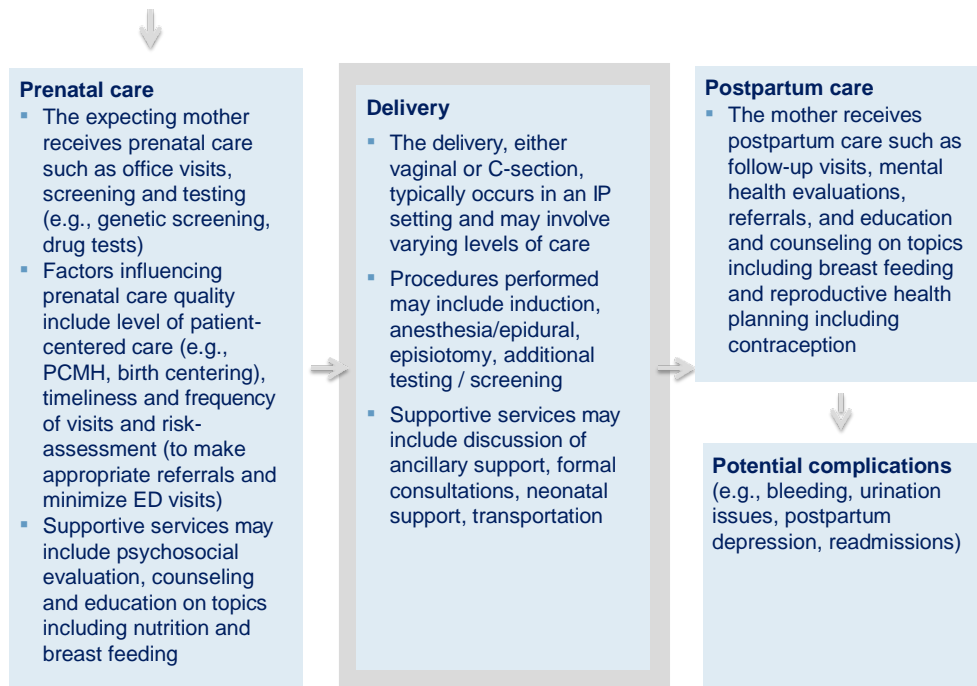 Prenatal care
▪ The expecting mother
receives prenatal care
such as office visits,
screening and testing
(e.g., genetic screening,
drug tests)
▪ Factors influencing
prenatal care quality
include level of patient-
centered care (e.g.,
PCMH, birth centering),
timeliness and frequency
of visits and risk-
assessment (to make
appropriate referrals and
minimize ED visits)
▪ Supportive services may
include psychosocial
evaluation, counseling
and education on topics
including nutrition and
breast feeding
Delivery
▪ The delivery, either
vaginal or C-section,
typically occurs in an IP
setting and may involve
varying levels of care
▪ Procedures performed
may include induction,
anesthesia/epidural,
episiotomy, additional
testing / screening
▪ Supportive services may
include discussion of
ancillary support, formal
consultations, neonatal
support, transportation
Postpartum care
▪ The mother receives
postpartum care such as
follow-up visits, mental
health evaluations,
referrals, and education
and counseling on topics
including breast feeding
and reproductive health
planning including
contraception
Potential complications
(e.g., bleeding, urination
issues, postpartum
depression, readmissions)